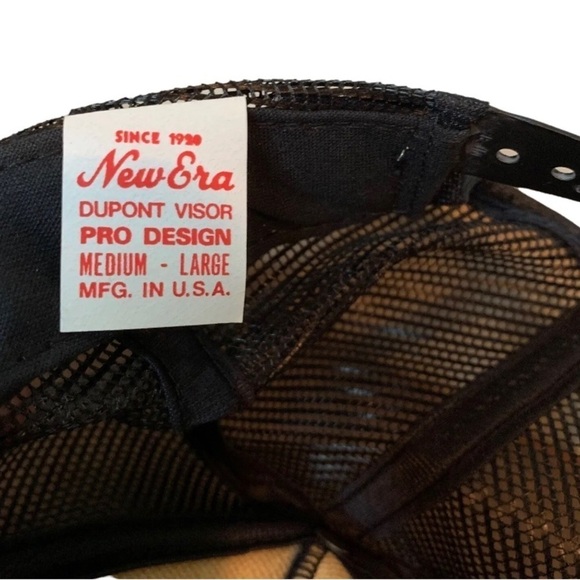 SINCE 1920
New Era
DUPONT VISOR
PRO DESIGN
MEDIUM - LARGE
MFG. IN U.S.A.